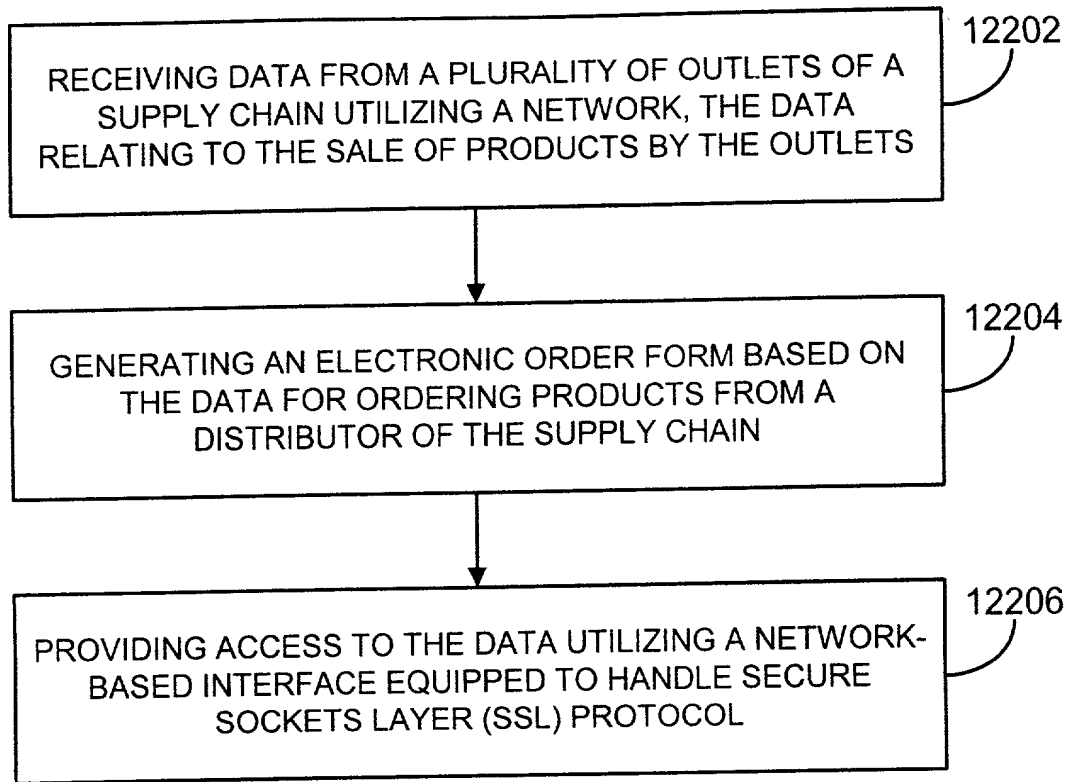 12202
RECEIVING DATA FROM A PLURALITY OF OUTLETS OF A
SUPPLY CHAIN UTILIZING A NETWORK, THE DATA
RELATING TO THE SALE OF PRODUCTS BY THE OUTLETS
12204
GENERATING AN ELECTRONIC ORDER FORM BASED ON
THE DATA FOR ORDERING PRODUCTS FROM A
DISTRIBUTOR OF THE SUPPLY CHAIN
12206
PROVIDING ACCESS TO THE DATA UTILIZING A NETWORK-
BASED INTERFACE EQUIPPED TO HANDLE SECURE
SOCKETS LAYER (SSL) PROTOCOL